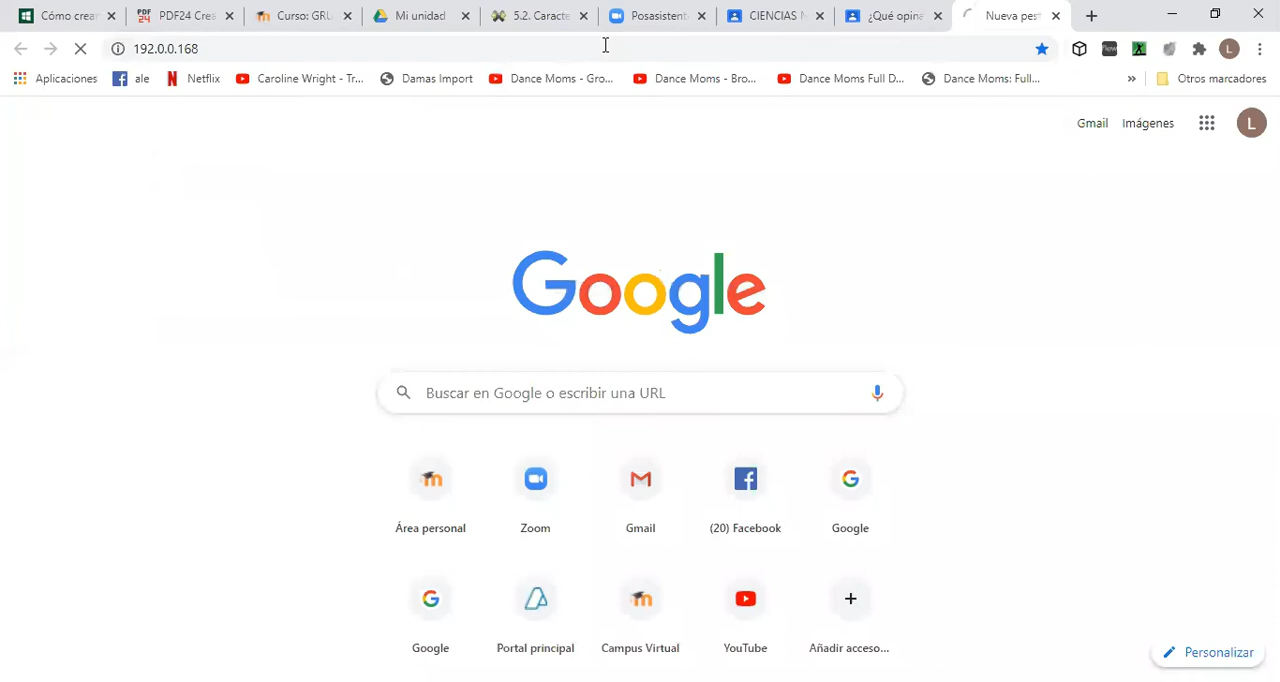 Cómo crear
PDF24 Crea
Curso: GRU
Mi unidad
5.2. Caracte
Posasistent
CIENCIAS N
¿Qué opina
Nueva pes
192.0.0.168
Aplicaciones
ale
Netflix
Caroline Wright - Tr...
Damas Import
Dance Moms - Gro...
Dance Moms - Bro...
Dance Moms Full D...
Dance Moms: Full...
»
Otros marcadores
Gmail
Imágenes
L
Google
Buscar en Google o escribir una URL
Área personal
Zoom
Gmail
(20) Facebook
Google
Google
Portal principal
Campus Virtual
YouTube
Añadir acceso...
Personalizar